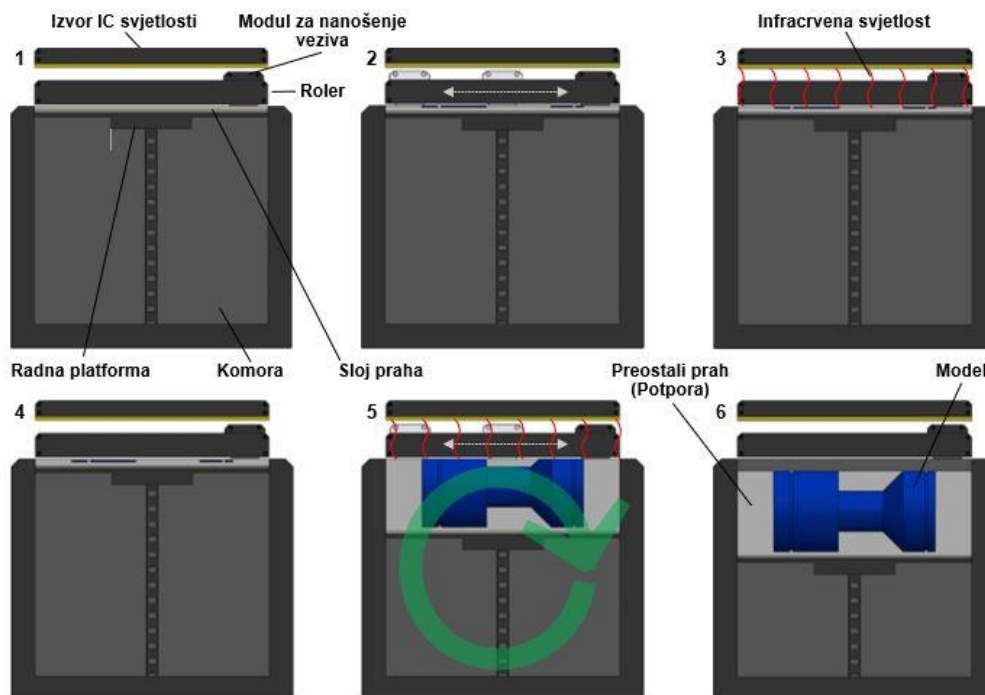 Izvor IC svjetlosti
Modul za nanošenje
veziva
Infracrvena svjetlost
1
2
3
Roler
Radna platforma
Komora
Sloj praha
Preostali prah
(Potpora)
Model
4
5
6